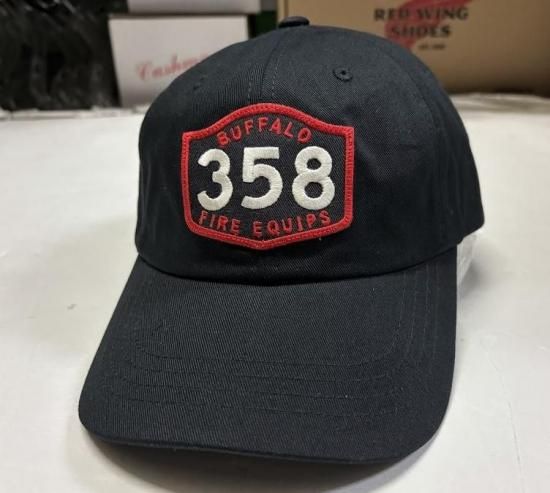 RED WING
SHOES
BUFFALO
358
FIRE EQUIPS